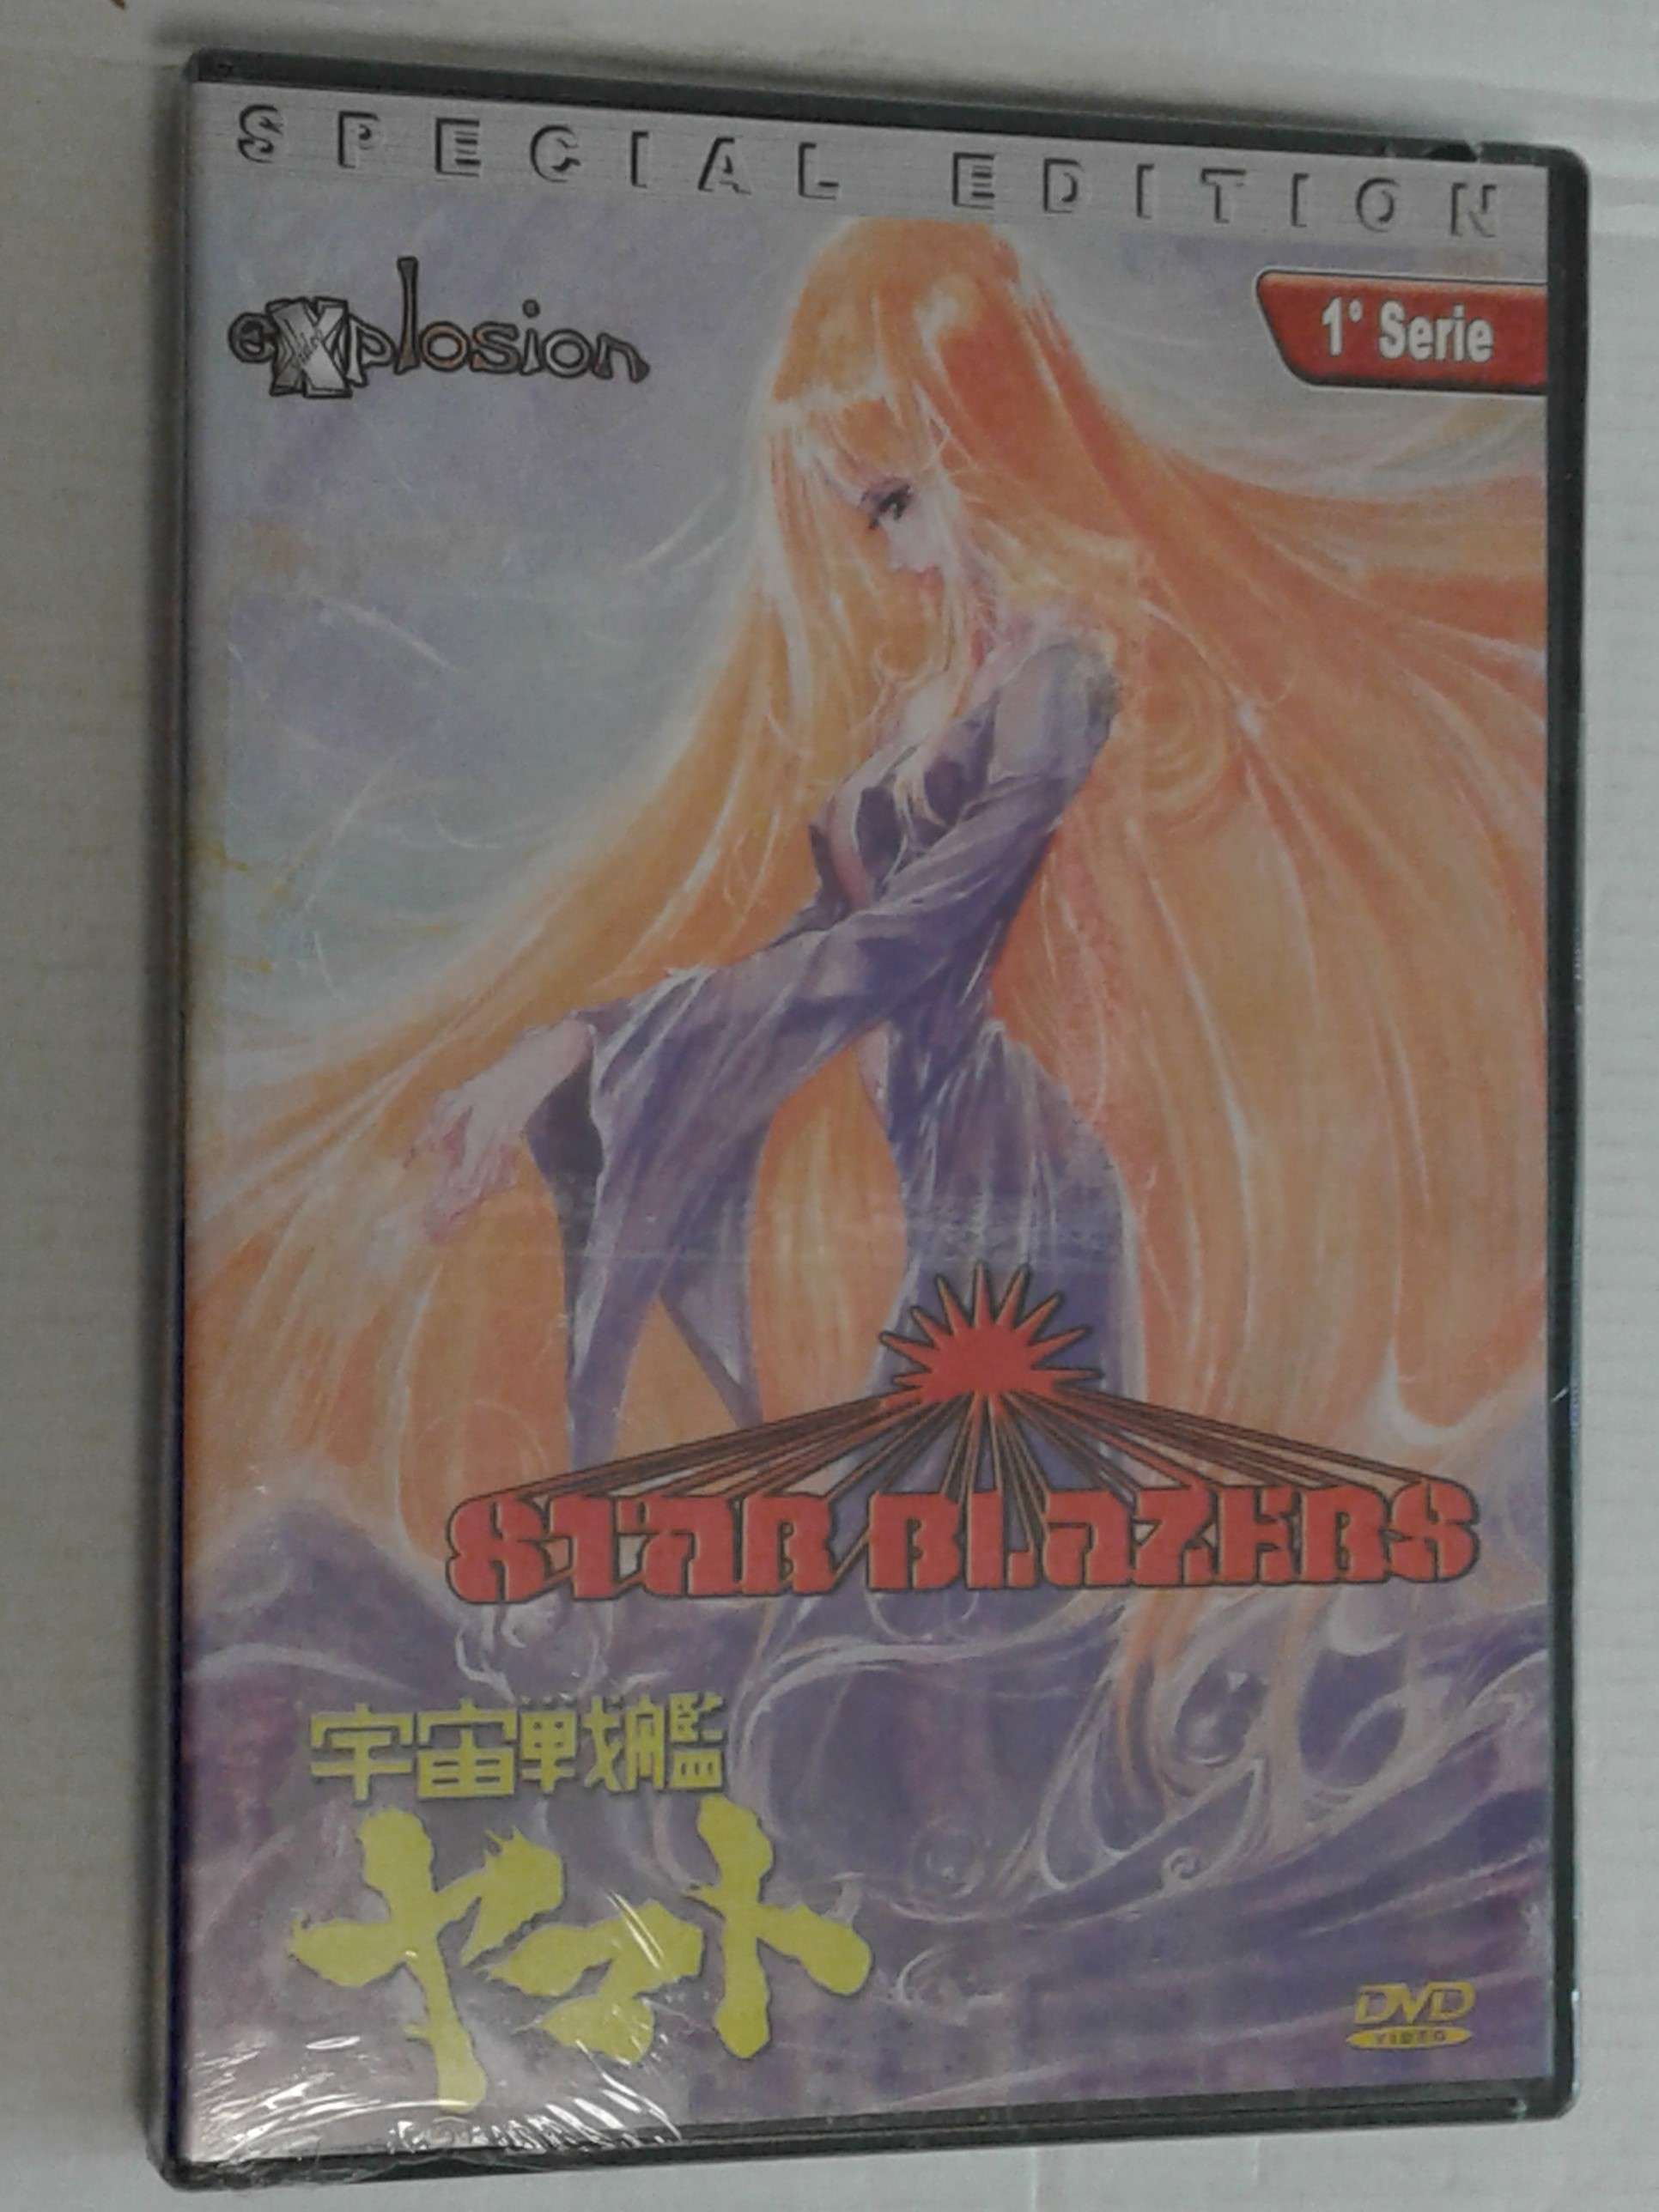 SPECIAL EDITION
eXplosion
1° Serie
STAR BLAZERS
宇宙戦艦
ヤマト
DVD
VIDEO